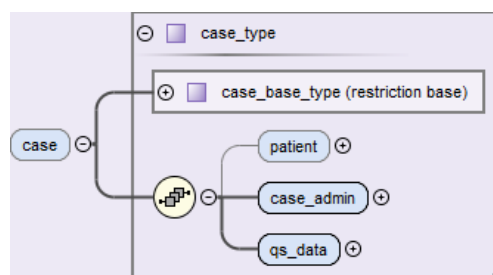 case_type
case_base_type (restriction base)
case
patient
case_admin
qs_data